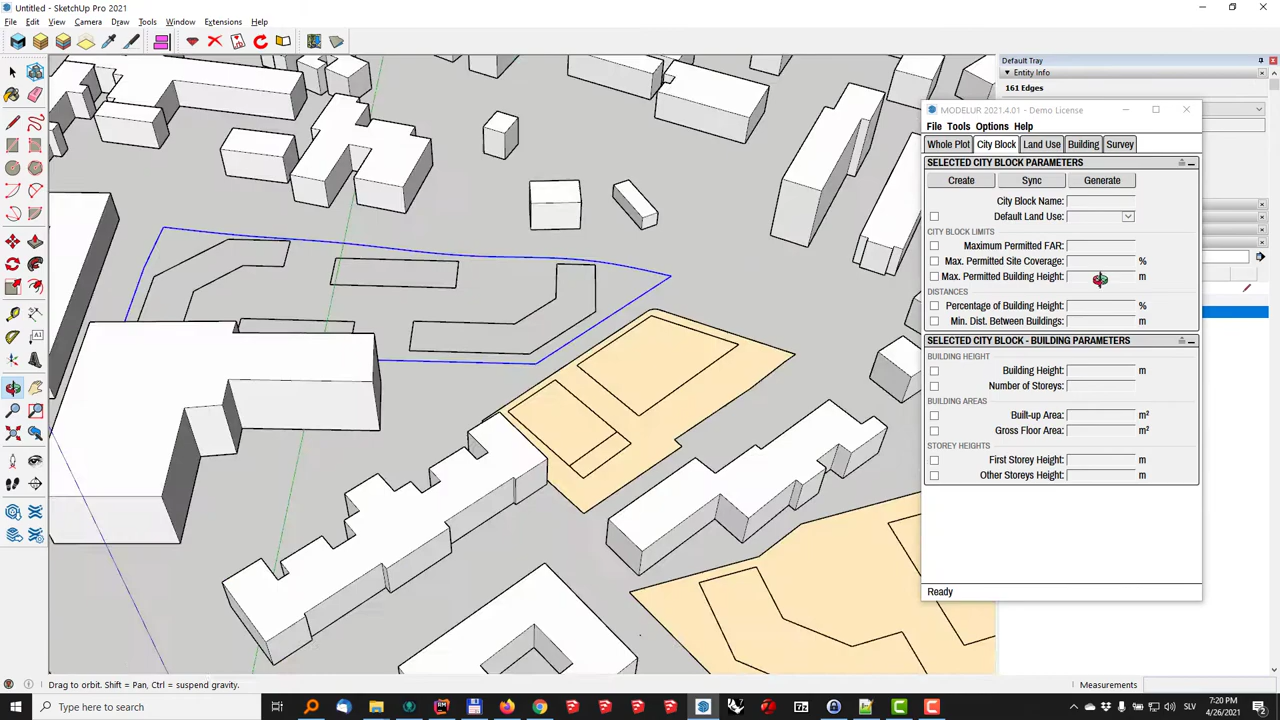 Untitled - SketchUp Pro 2021
File Edit View Camera Draw Tools Window Extensions Help
Default Tray
Entity Info
161 Edges
MODELUR 2021.4.01 - Demo License
File Tools Options Help
Whole Plot City Block Land Use Building Survey
SELECTED CITY BLOCK PARAMETERS
Create Sync Generate
City Block Name:
Default Land Use:
CITY BLOCK LIMITS
Maximum Permitted FAR:
Max. Permitted Site Coverage: %
Max. Permitted Building Height: m
DISTANCES
Percentage of Building Height: %
Min. Dist. Between Buildings: m
SELECTED CITY BLOCK - BUILDING PARAMETERS
BUILDING HEIGHT
Building Height: m
Number of Storeys:
BUILDING AREAS
Built-up Area: m²
Gross Floor Area: m²
STOREY HEIGHTS
First Storey Height: m
Other Storeys Height: m
Ready
Drag to orbit. Shift = Pan, Ctrl = suspend gravity.
Measurements
Type here to search
SLV
7:20 PM
4/26/2021